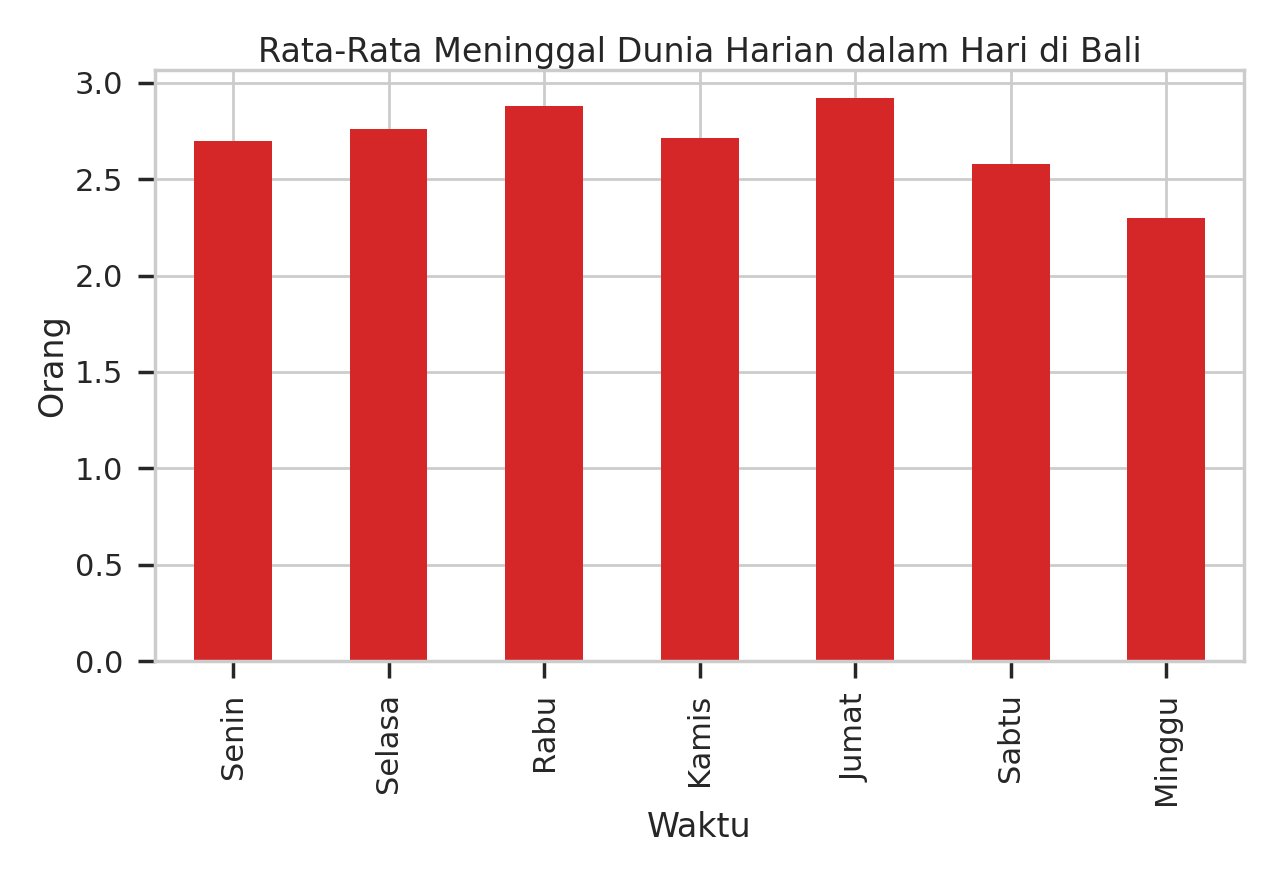 Rata-Rata Meninggal Dunia Harian dalam Hari di Bali
3.0
2.5
2.0
1.5
1.0
0.5
0.0
Orang
Senin
Selasa
Rabu
Kamis
Jumat
Sabtu
Minggu
Waktu